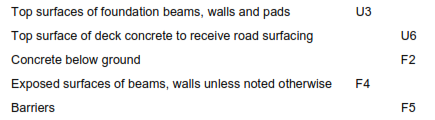 Top surfaces of foundation beams, walls and pads U3
Top surface of deck concrete to receive road surfacing U6
Concrete below ground F2
Exposed surfaces of beams, walls unless noted otherwise F4
Barriers F5